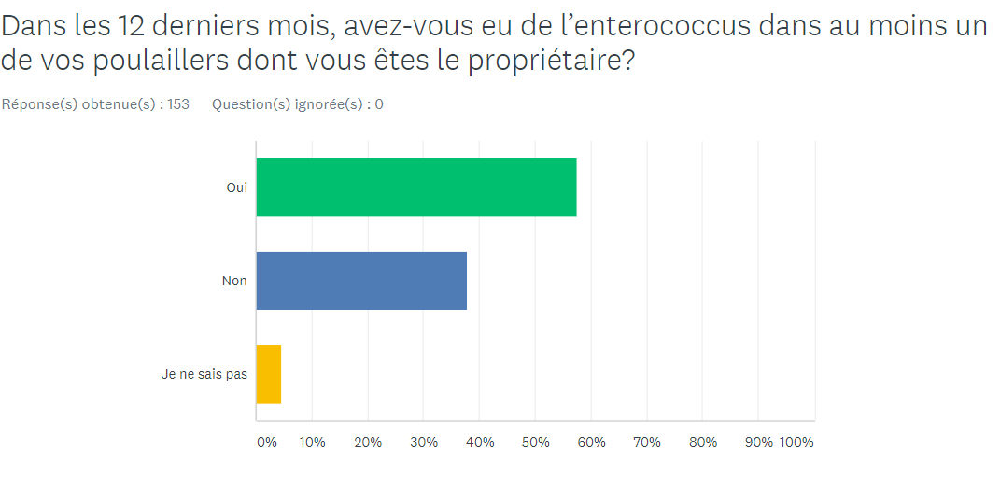 Dans les 12 derniers mois, avez-vous eu de l’enterococcus dans au moins un
de vos poulaillers dont vous êtes le propriétaire?
Réponse(s) obtenue(s) : 153 Question(s) ignorée(s) : 0
Oui
Non
Je ne sais pas
0% 10% 20% 30% 40% 50% 60% 70% 80% 90% 100%